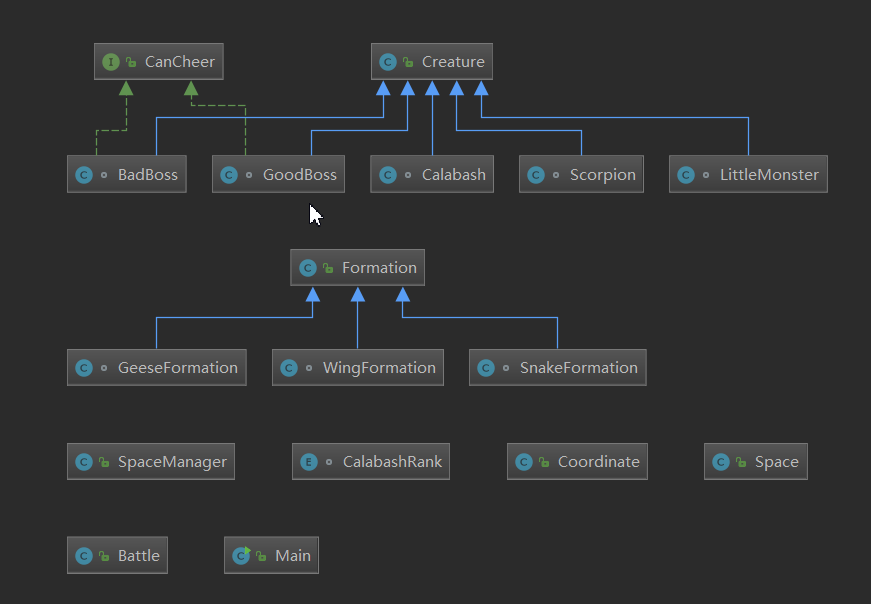 CanCheer Creature
BadBoss GoodBoss Calabash Scorpion LittleMonster
Formation
GeeseFormation WingFormation SnakeFormation
SpaceManager CalabashRank Coordinate Space
Battle Main